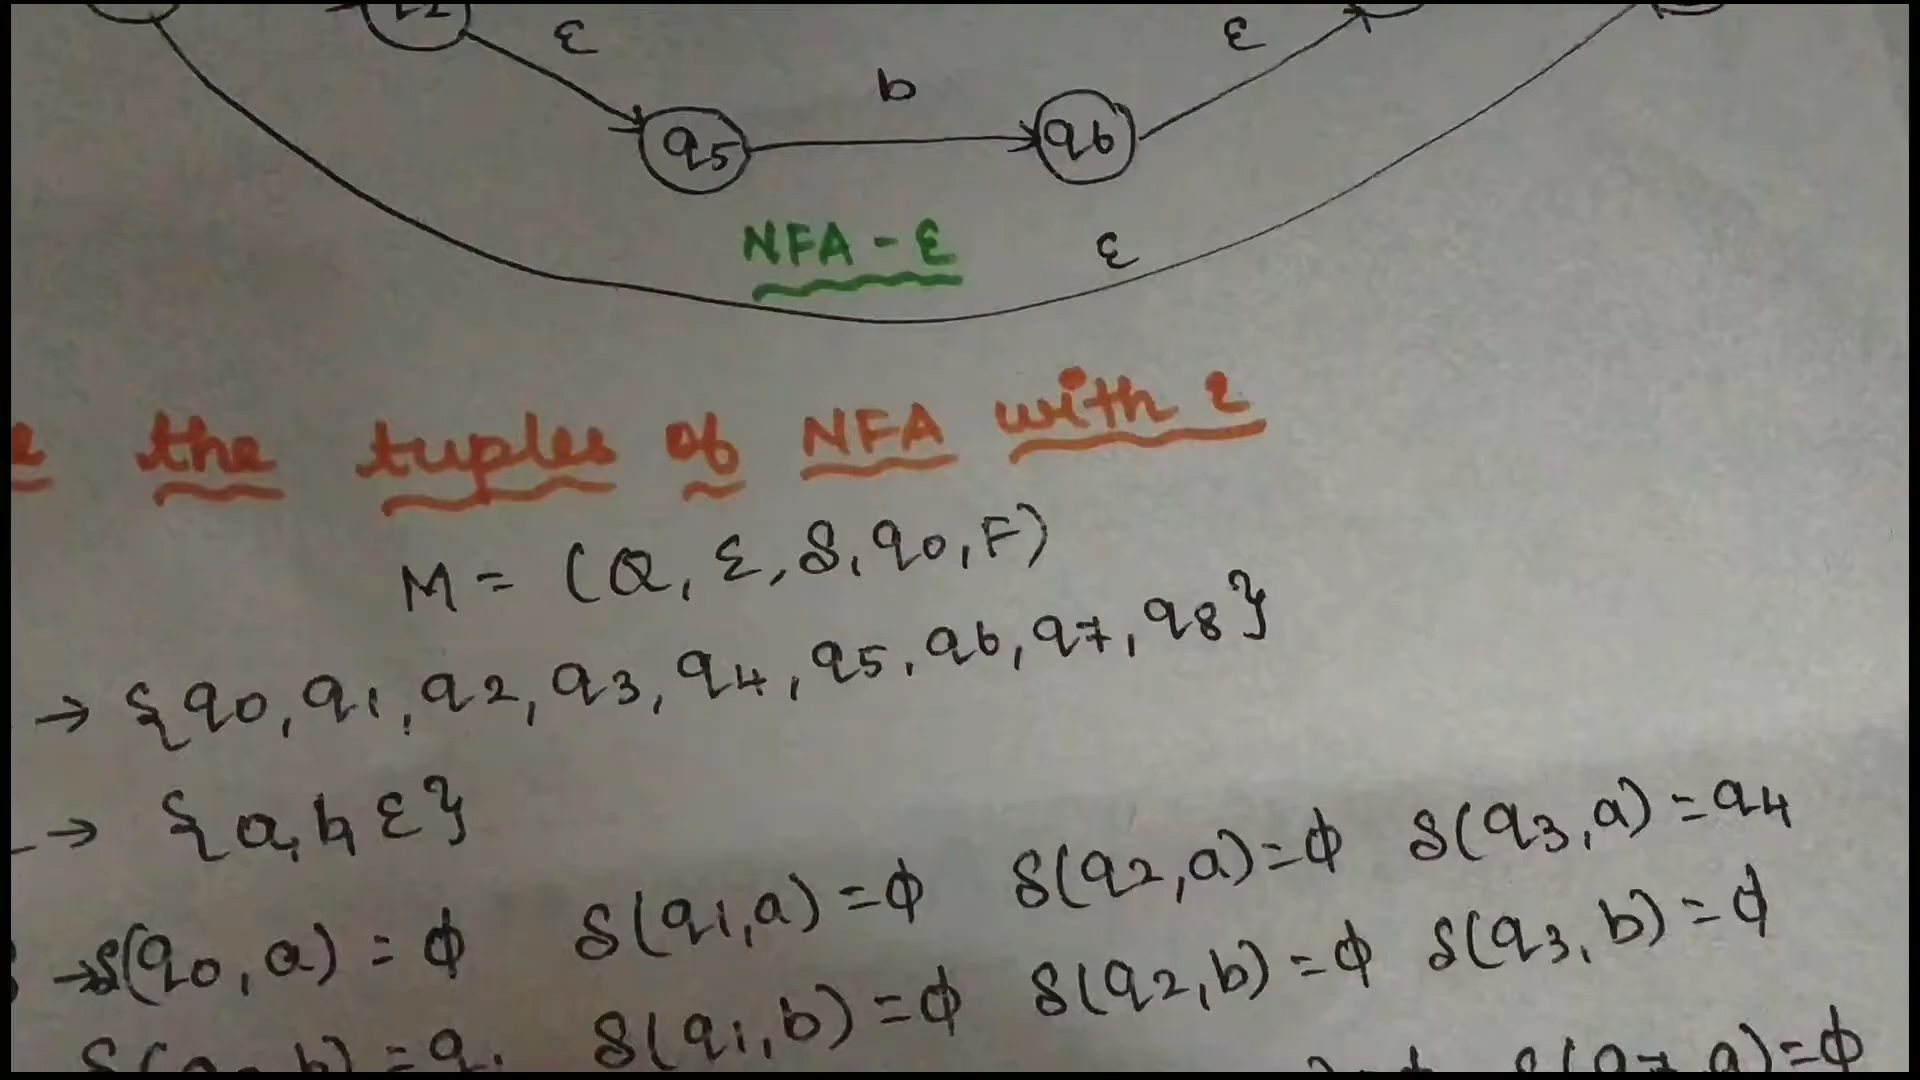 ε ε
b
q5 q6
NFA - ε ε
the tuples of NFA with ε
M = (Q, Σ, δ, q0, F)
→ {q0, q1, q2, q3, q4, q5, q6, q7, q8}
→ {a, b, ε}
→ δ(q0, a) = ϕ δ(q1, a) = ϕ δ(q2, a) = ϕ δ(q3, a) = q4
δ(q1, b) = ϕ δ(q2, b) = ϕ δ(q3, b) = ϕ
δ(q7, a) = ϕ